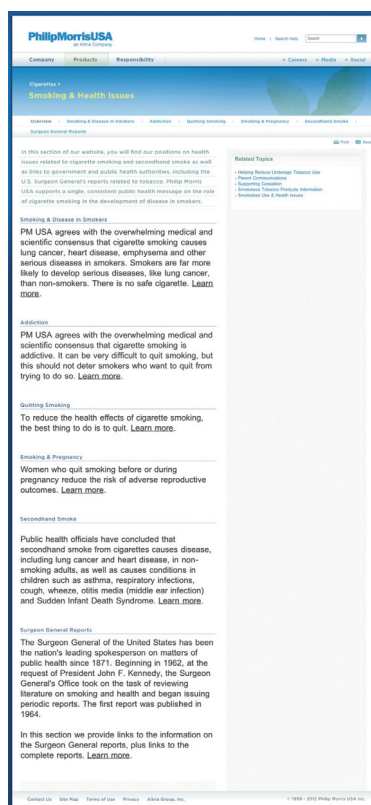 PhilipMorrisUSA
an Altria Company
Home | Search Help Search
Company Products Responsibility
Careers Media Social
Cigarettes >
Smoking & Health Issues
Overview | Smoking & Disease in Smokers | Addiction | Quitting Smoking | Smoking & Pregnancy | Secondhand Smoke |
Surgeon General Reports
Print Send
In this section of our website, you will find our positions on health
issues related to cigarette smoking and secondhand smoke as well
as links to government and public health authorities, including the
U.S. Surgeon General's reports related to tobacco. Philip Morris
USA supports a single, consistent public health message on the role
of cigarette smoking in the development of disease in smokers.
Smoking & Disease in Smokers
PM USA agrees with the overwhelming medical and
scientific consensus that cigarette smoking causes
lung cancer, heart disease, emphysema and other
serious diseases in smokers. Smokers are far more
likely to develop serious diseases, like lung cancer,
than non-smokers. There is no safe cigarette. Learn
more.
Addiction
PM USA agrees with the overwhelming medical and
scientific consensus that cigarette smoking is
addictive. It can be very difficult to quit smoking, but
this should not deter smokers who want to quit from
trying to do so. Learn more.
Quitting Smoking
To reduce the health effects of cigarette smoking,
the best thing to do is to quit. Learn more.
Smoking & Pregnancy
Women who quit smoking before or during
pregnancy reduce the risk of adverse reproductive
outcomes. Learn more.
Secondhand Smoke
Public health officials have concluded that
secondhand smoke from cigarettes causes disease,
including lung cancer and heart disease, in non-
smoking adults, as well as causes conditions in
children such as asthma, respiratory infections,
cough, wheeze, otitis media (middle ear infection)
and Sudden Infant Death Syndrome. Learn more.
Surgeon General Reports
The Surgeon General of the United States has been
the nation's leading spokesperson on matters of
public health since 1871. Beginning in 1962, at the
request of President John F. Kennedy, the Surgeon
General's Office took on the task of reviewing
literature on smoking and health and began issuing
periodic reports. The first report was published in
1964.
In this section we provide links to the information on
the Surgeon General reports, plus links to the
complete reports. Learn more.
Related Topics
Helping Reduce Underage Tobacco Use
Parent Communications
Supporting Cessation
Smokeless Tobacco Products Information
Smokeless Use & Health Issues
Contact Us Site Map Terms of Use Privacy Altria Group, Inc.
© 1999 - 2012 Philip Morris USA Inc.